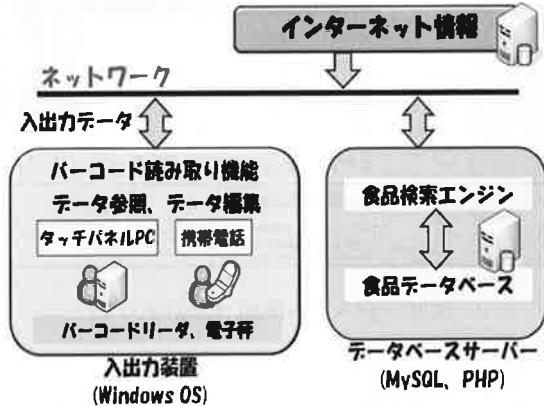 インターネット情報
ネットワーク
入出力データ
バーコード読み取り機能
データ参照、データ編集
タッチパネルPC
携帯電話
バーコードリーダ、電子秤
入出力装置
(Windows OS)
食品検索エンジン
食品データベース
データベースサーバー
(MySQL、PHP)